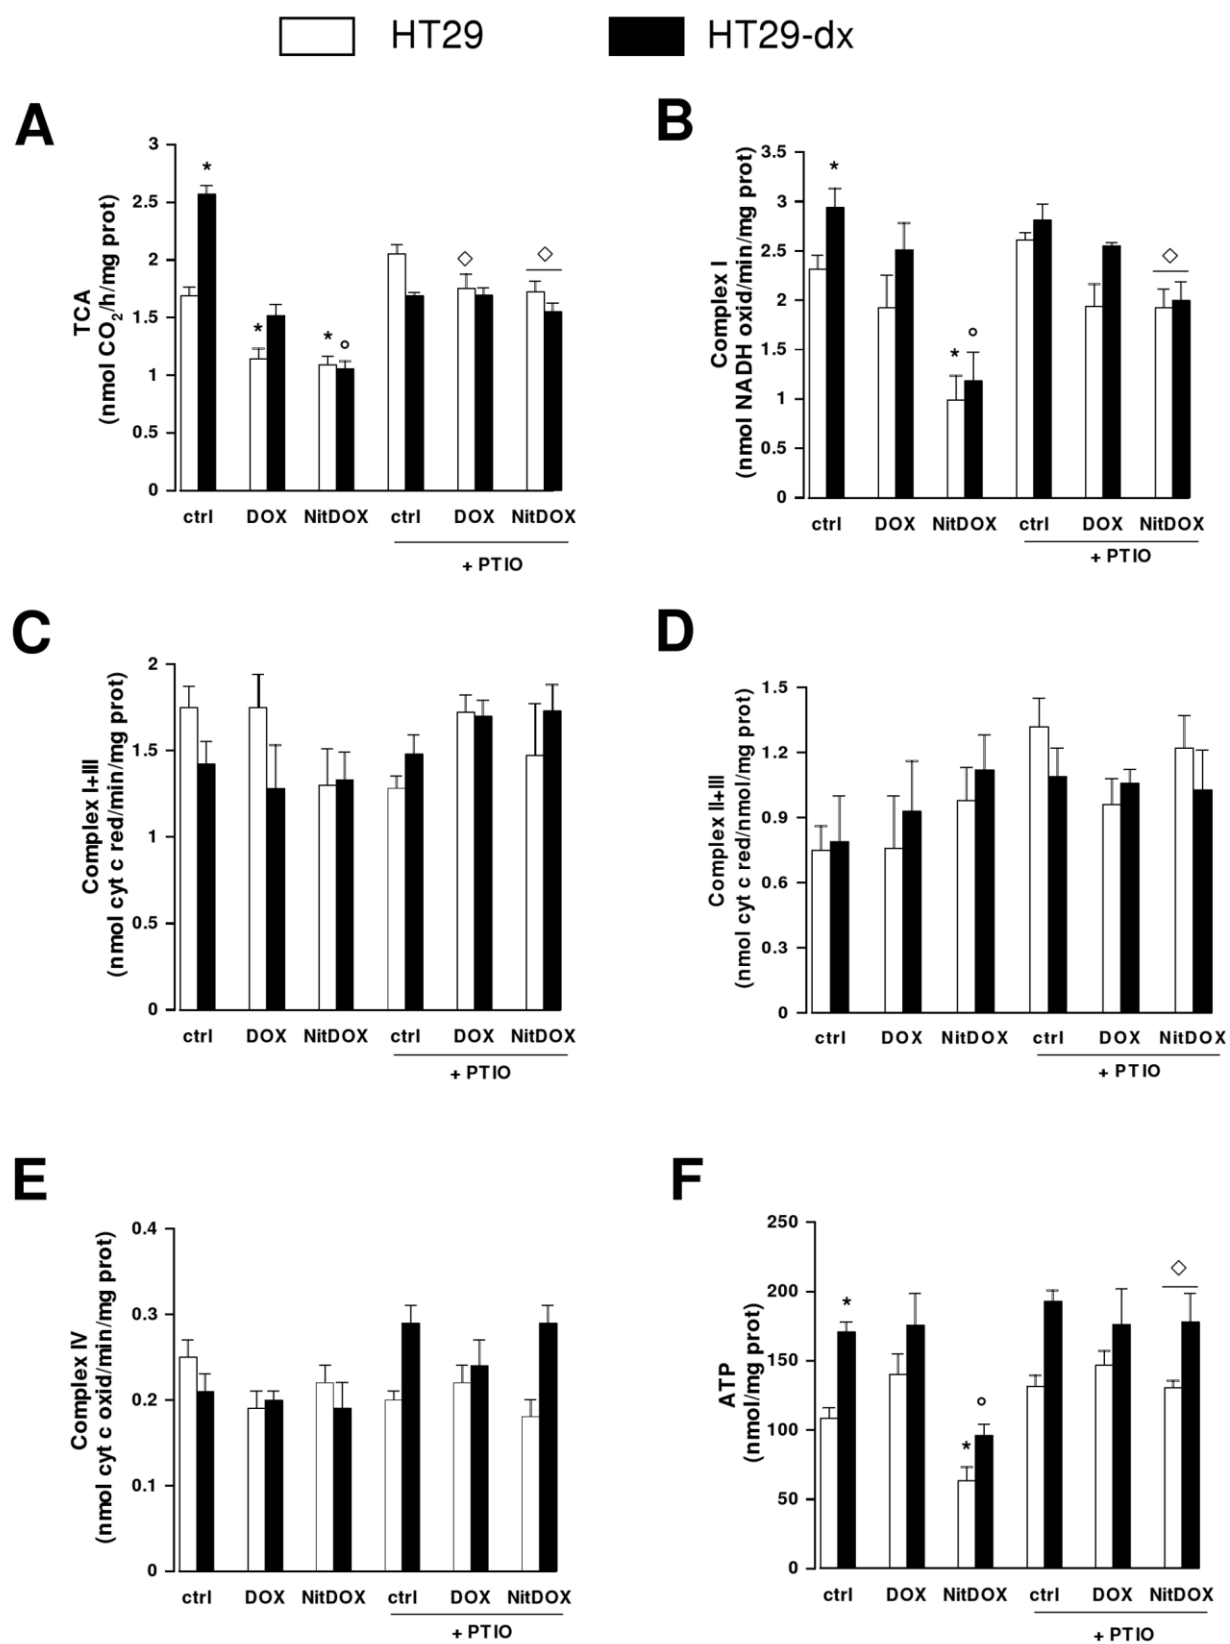 HT29 HT29-dx
A
TCA
(nmol CO2/h/mg prot)
3
2.5
2
1.5
1
0.5
0
* * * ° ◇ ◇
ctrl DOX NitDOX ctrl DOX NitDOX
+ PTIO
B
Complex I
(nmol NADH oxid/min/mg prot)
3.5
3
2.5
2
1.5
1
0.5
0
* * ° ◇
ctrl DOX NitDOX ctrl DOX NitDOX
+ PTIO
C
Complex I+III
(nmol cyt c red/min/mg prot)
2
1.5
1
0.5
0
ctrl DOX NitDOX ctrl DOX NitDOX
+ PTIO
D
Complex II+III
(nmol cyt c red/nmol/mg prot)
1.5
1.2
0.9
0.6
0.3
0
ctrl DOX NitDOX ctrl DOX NitDOX
+ PTIO
E
Complex IV
(nmol cyt c oxid/min/mg prot)
0.4
0.3
0.2
0.1
0
ctrl DOX NitDOX ctrl DOX NitDOX
+ PTIO
F
ATP
(nmol/mg prot)
250
200
150
100
50
0
* * ° ◇
ctrl DOX NitDOX ctrl DOX NitDOX
+ PTIO